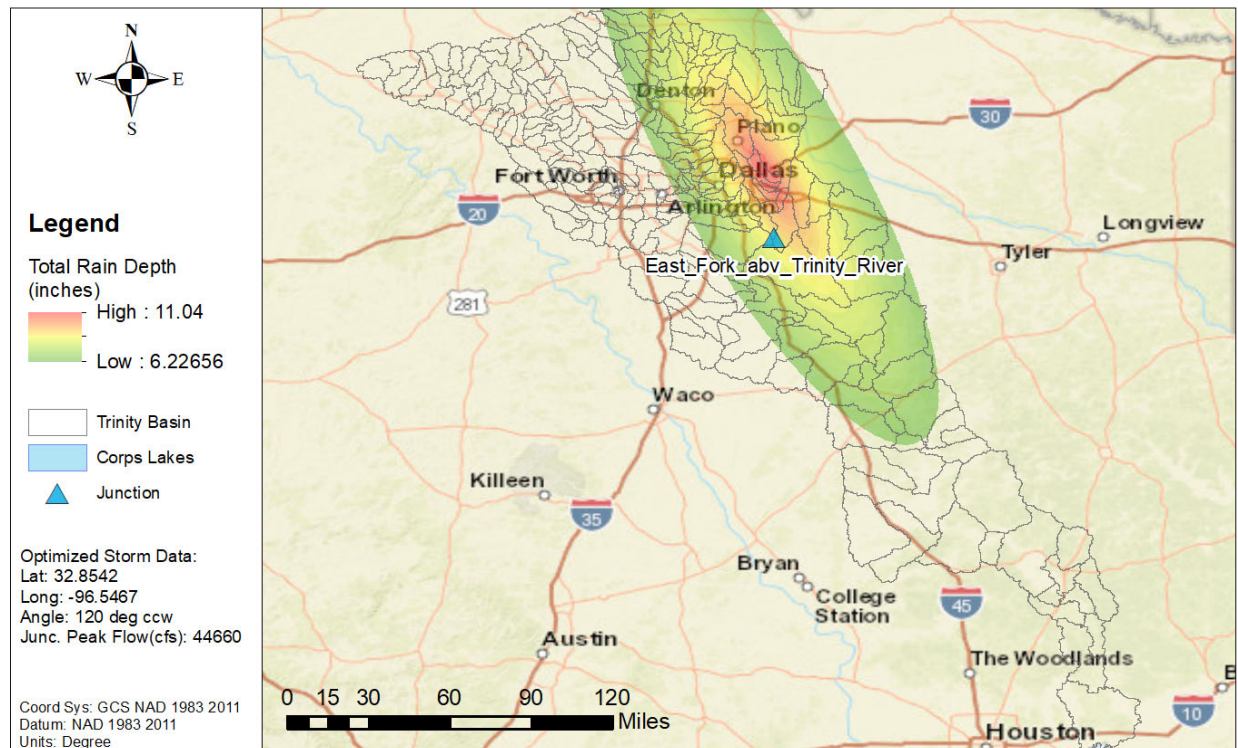 N
W
E
S
Legend
Total Rain Depth
(inches)
High : 11.04
Low : 6.22656
Trinity Basin
Corps Lakes
Junction
Optimized Storm Data:
Lat: 32.8542
Long: -96.5467
Angle: 120 deg ccw
Junc. Peak Flow(cfs): 44660
Coord Sys: GCS NAD 1983 2011
Datum: NAD 1983 2011
Units: Degree
Denton
30
Plano
Dallas
Fort Worth
Arlington
20
Longview
East_Fork_abv_Trinity_River
Tyler
281
Waco
Killeen
35
Bryan
College
Station
45
Austin
The Woodlands
B
10
Houston
0 15 30 60 90 120
Miles